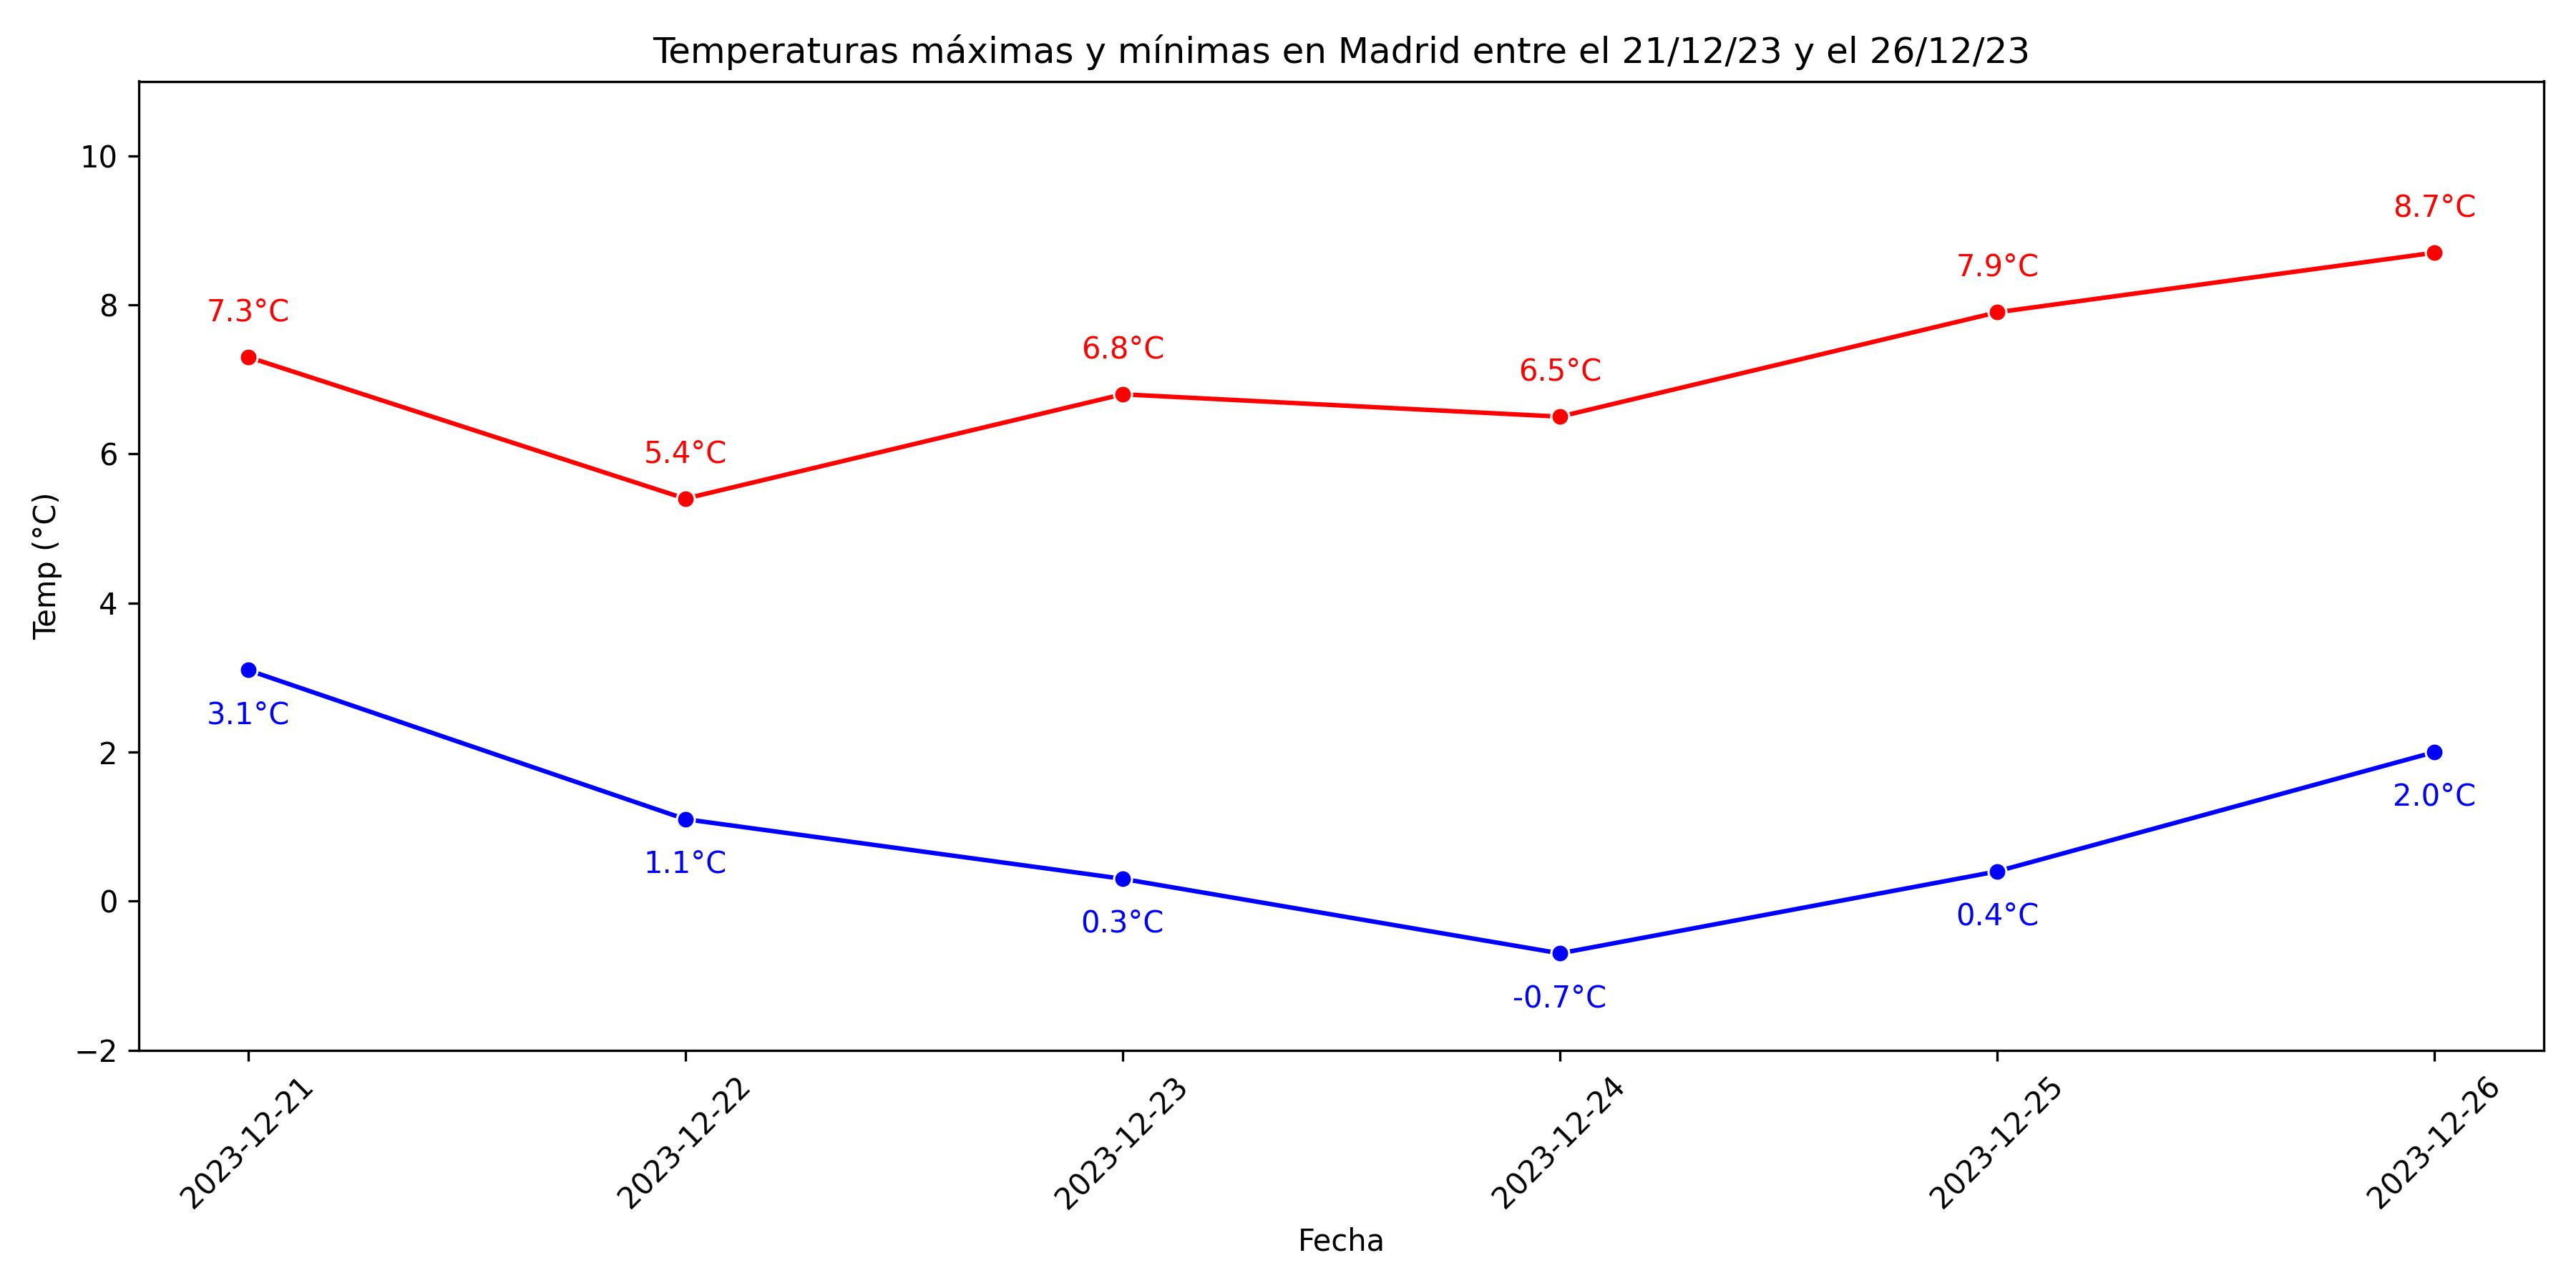 Temperaturas máximas y mínimas en Madrid entre el 21/12/23 y el 26/12/23
Temp (°C)
10
8
6
4
2
0
−2
7.3°C
5.4°C
6.8°C
6.5°C
7.9°C
8.7°C
3.1°C
1.1°C
0.3°C
-0.7°C
0.4°C
2.0°C
2023-12-21
2023-12-22
2023-12-23
2023-12-24
2023-12-25
2023-12-26
Fecha